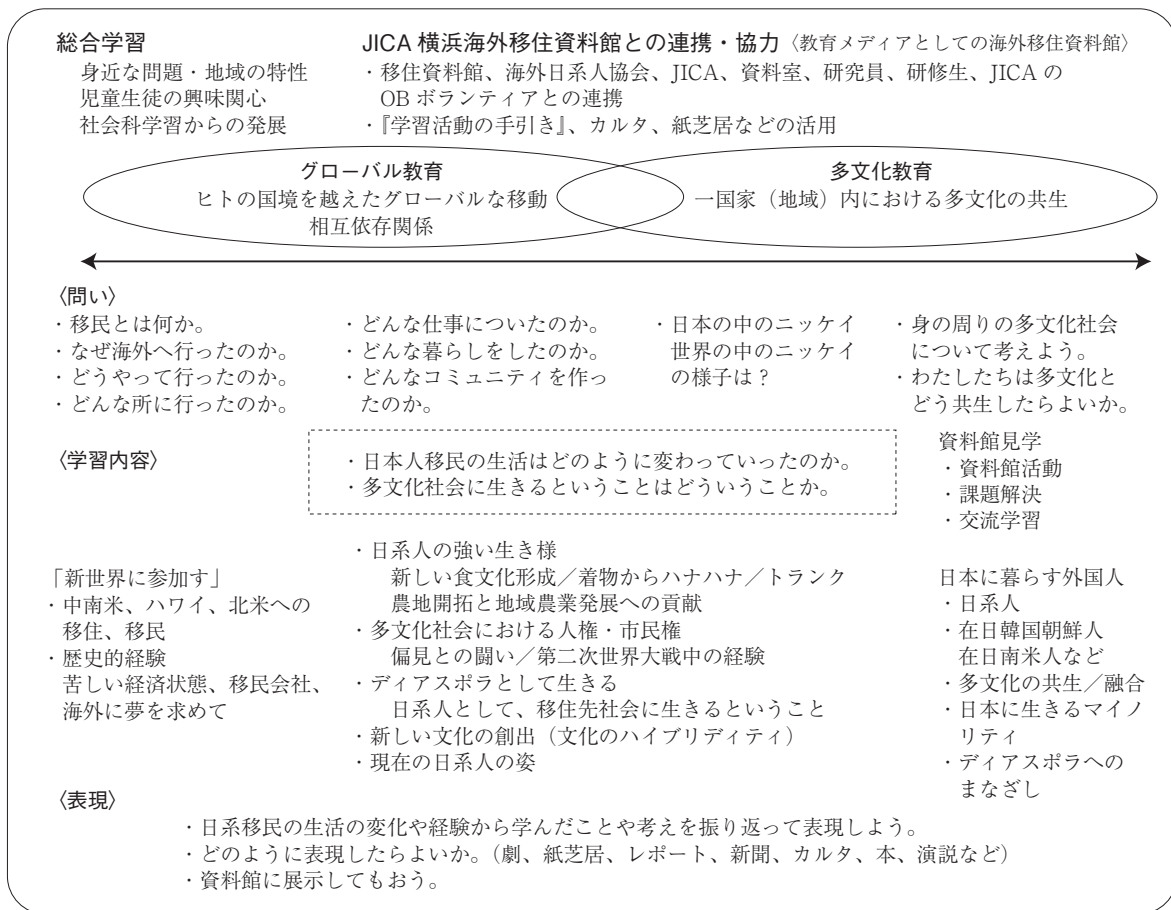 総合学習
身近な問題・地域の特性
児童生徒の興味関心
社会科学習からの発展
JICA 横浜海外移住資料館との連携・協力〈教育メディアとしての海外移住資料館〉
・移住資料館、海外日系人協会、JICA、資料室、研究員、研修生、JICA の
OB ボランティアとの連携
・『学習活動の手引き』、カルタ、紙芝居などの活用
グローバル教育
ヒトの国境を越えたグローバルな移動
相互依存関係
多文化教育
一国家（地域）内における多文化の共生
〈問い〉
・移民とは何か。
・なぜ海外へ行ったのか。
・どうやって行ったのか。
・どんな所に行ったのか。
・どんな仕事についたのか。
・どんな暮らしをしたのか。
・どんなコミュニティを作っ
たのか。
・日本の中のニッケイ
世界の中のニッケイ
の様子は？
・身の周りの多文化社会
について考えよう。
・わたしたちは多文化と
どう共生したらよいか。
〈学習内容〉
・日本人移民の生活はどのように変わっていったのか。
・多文化社会に生きるということはどういうことか。
資料館見学
・資料館活動
・課題解決
・交流学習
「新世界に参加す」
・中南米、ハワイ、北米への
移住、移民
・歴史的経験
苦しい経済状態、移民会社、
海外に夢を求めて
・日系人の強い生き様
新しい食文化形成／着物からハナハナ／トランク
農地開拓と地域農業発展への貢献
・多文化社会における人権・市民権
偏見との闘い／第二次世界大戦中の経験
・ディアスポラとして生きる
日系人として、移住先社会に生きるということ
・新しい文化の創出（文化のハイブリディティ）
・現在の日系人の姿
日本に暮らす外国人
・日系人
・在日韓国朝鮮人
在日南米人など
・多文化の共生／融合
・日本に生きるマイノ
リティ
・ディアスポラへの
まなざし
〈表現〉
・日系移民の生活の変化や経験から学んだことや考えを振り返って表現しよう。
・どのように表現したらよいか。（劇、紙芝居、レポート、新聞、カルタ、本、演説など）
・資料館に展示してもおう。